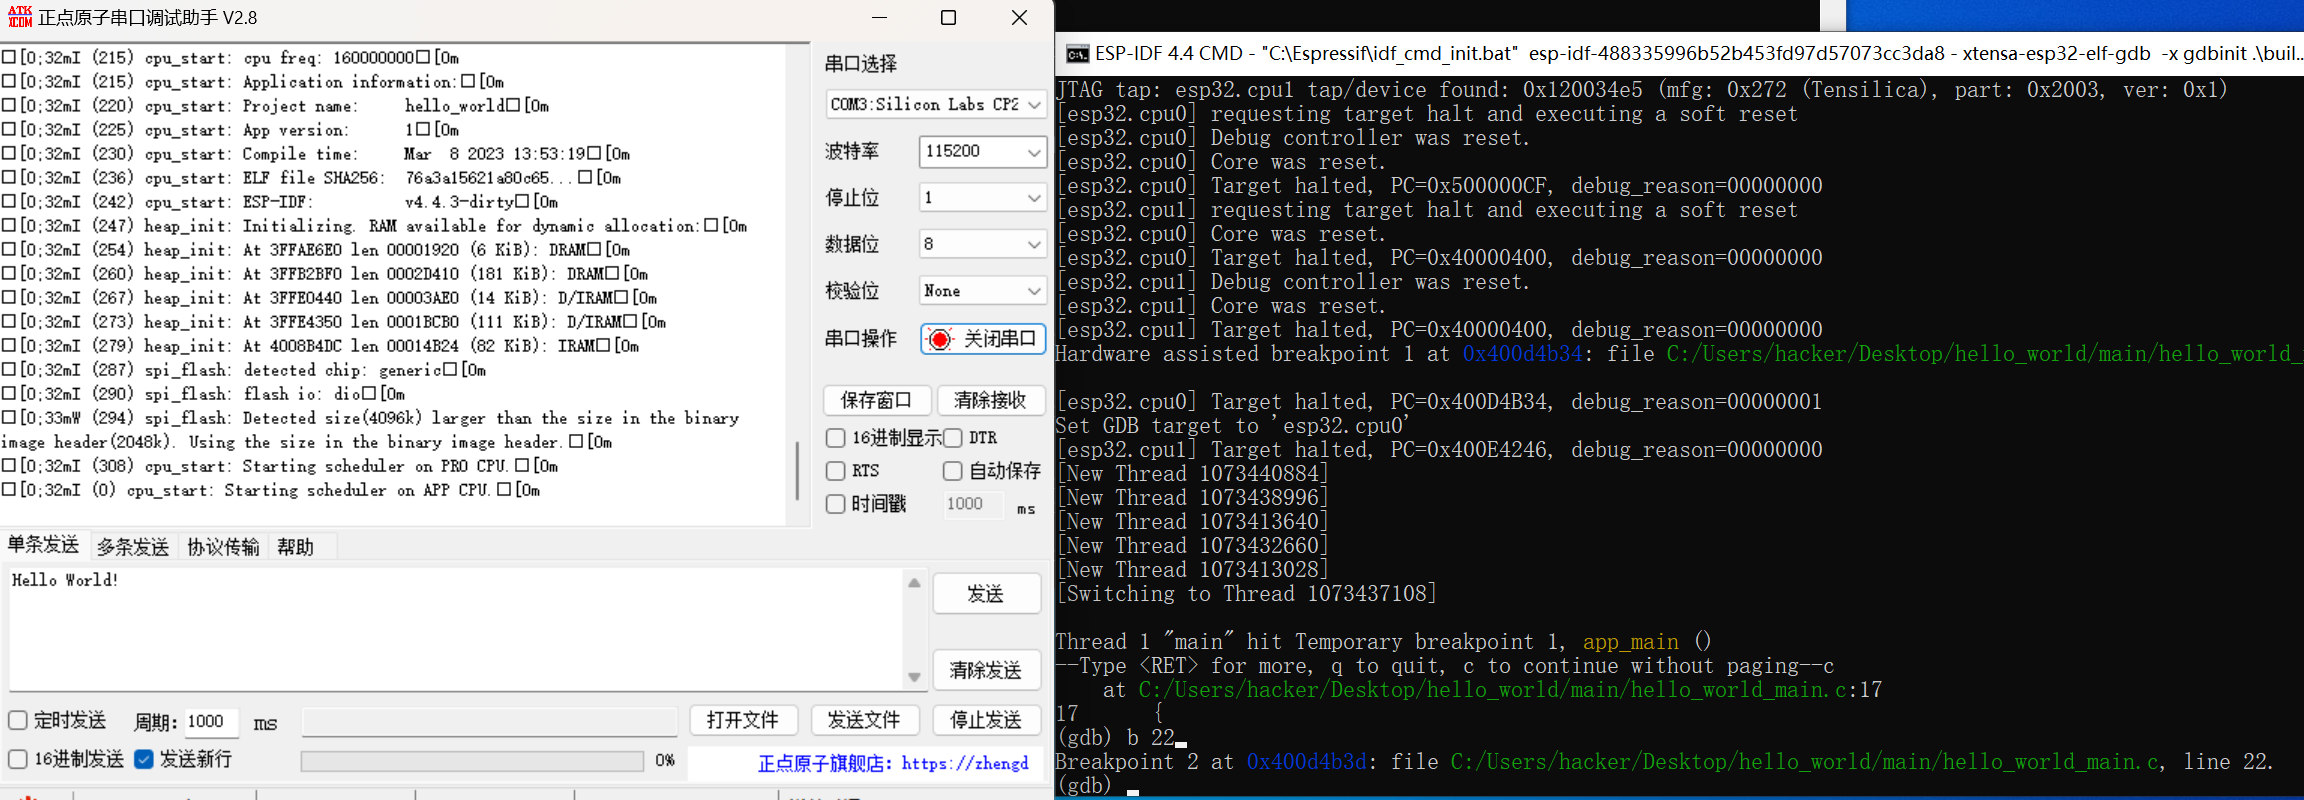 ATK XCOM 正点原子串口调试助手 V2.8
□[0;32mI (215) cpu_start: cpu freq: 160000000□[0m
□[0;32mI (215) cpu_start: Application information:□[0m
□[0;32mI (220) cpu_start: Project name:     hello_world□[0m
□[0;32mI (225) cpu_start: App version:      1□[0m
□[0;32mI (230) cpu_start: Compile time:     Mar  8 2023 13:53:19□[0m
□[0;32mI (236) cpu_start: ELF file SHA256:  76a3a15621a80c65...□[0m
□[0;32mI (242) cpu_start: ESP-IDF:          v4.4.3-dirty□[0m
□[0;32mI (247) heap_init: Initializing. RAM available for dynamic allocation:□[0m
□[0;32mI (254) heap_init: At 3FFAE6E0 len 00001920 (6 KiB): DRAM□[0m
□[0;32mI (260) heap_init: At 3FFB2BF0 len 0002D410 (181 KiB): DRAM□[0m
□[0;32mI (267) heap_init: At 3FFE0440 len 00003AE0 (14 KiB): D/IRAM□[0m
□[0;32mI (273) heap_init: At 3FFE4350 len 0001BCB0 (111 KiB): D/IRAM□[0m
□[0;32mI (279) heap_init: At 4008B4DC len 00014B24 (82 KiB): IRAM□[0m
□[0;32mI (287) spi_flash: detected chip: generic□[0m
□[0;32mI (290) spi_flash: flash io: dio□[0m
□[0;33mW (294) spi_flash: Detected size(4096k) larger than the size in the binary
image header(2048k). Using the size in the binary image header.□[0m
□[0;32mI (308) cpu_start: Starting scheduler on PRO CPU.□[0m
□[0;32mI (0) cpu_start: Starting scheduler on APP CPU.□[0m
串口选择
COM3:Silicon Labs CP2
波特率 115200
停止位 1
数据位 8
校验位 None
串口操作 关闭串口
保存窗口 清除接收
16进制显示 DTR
RTS 自动保存
时间戳 1000 ms
单条发送 多条发送 协议传输 帮助
Hello World!
发送
清除发送
定时发送 周期: 1000 ms 打开文件 发送文件 停止发送
16进制发送 发送新行 0% 正点原子旗舰店: https://zhengd
ESP-IDF 4.4 CMD - "C:\Espressif\idf_cmd_init.bat"  esp-idf-488335996b52b453fd97d57073cc3da8 - xtensa-esp32-elf-gdb  -x gdbinit .\buil...
JTAG tap: esp32.cpu1 tap/device found: 0x120034e5 (mfg: 0x272 (Tensilica), part: 0x2003, ver: 0x1)
[esp32.cpu0] requesting target halt and executing a soft reset
[esp32.cpu0] Debug controller was reset.
[esp32.cpu0] Core was reset.
[esp32.cpu0] Target halted, PC=0x500000CF, debug_reason=00000000
[esp32.cpu1] requesting target halt and executing a soft reset
[esp32.cpu0] Core was reset.
[esp32.cpu0] Target halted, PC=0x40000400, debug_reason=00000000
[esp32.cpu1] Debug controller was reset.
[esp32.cpu1] Core was reset.
[esp32.cpu1] Target halted, PC=0x40000400, debug_reason=00000000
Hardware assisted breakpoint 1 at 0x400d4b34: file C:/Users/hacker/Desktop/hello_world/main/hello_world_
[esp32.cpu0] Target halted, PC=0x400D4B34, debug_reason=00000001
Set GDB target to 'esp32.cpu0'
[esp32.cpu1] Target halted, PC=0x400E4246, debug_reason=00000000
[New Thread 1073440884]
[New Thread 1073438996]
[New Thread 1073413640]
[New Thread 1073432660]
[New Thread 1073413028]
[Switching to Thread 1073437108]
Thread 1 "main" hit Temporary breakpoint 1, app_main ()
--Type <RET> for more, q to quit, c to continue without paging--c
    at C:/Users/hacker/Desktop/hello_world/main/hello_world_main.c:17
17      {
(gdb) b 22
Breakpoint 2 at 0x400d4b3d: file C:/Users/hacker/Desktop/hello_world/main/hello_world_main.c, line 22.
(gdb)